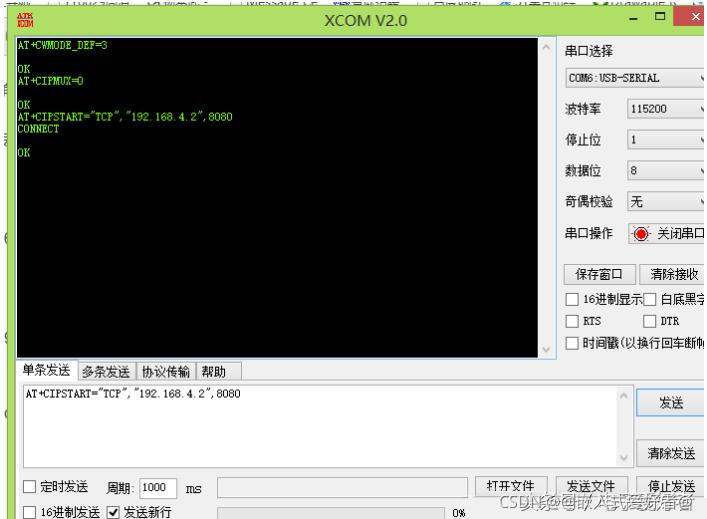 ATK
XCOM
XCOM V2.0
AT+CWMODE_DEF=3
OK
AT+CIPMUX=0
OK
AT+CIPSTART="TCP","192.168.4.2",8080
CONNECT
OK
串口选择
COM6:USB-SERIAL
波特率 115200
停止位 1
数据位 8
奇偶校验 无
串口操作 关闭串口
保存窗口 清除接收
16进制显示 白底黑字
RTS DTR
时间戳(以换行回车断帧
单条发送 多条发送 协议传输 帮助
AT+CIPSTART="TCP","192.168.4.2",8080
发送
清除发送
定时发送 周期: 1000 ms 打开文件 发送文件 停止发送
16进制发送 发送新行 0%